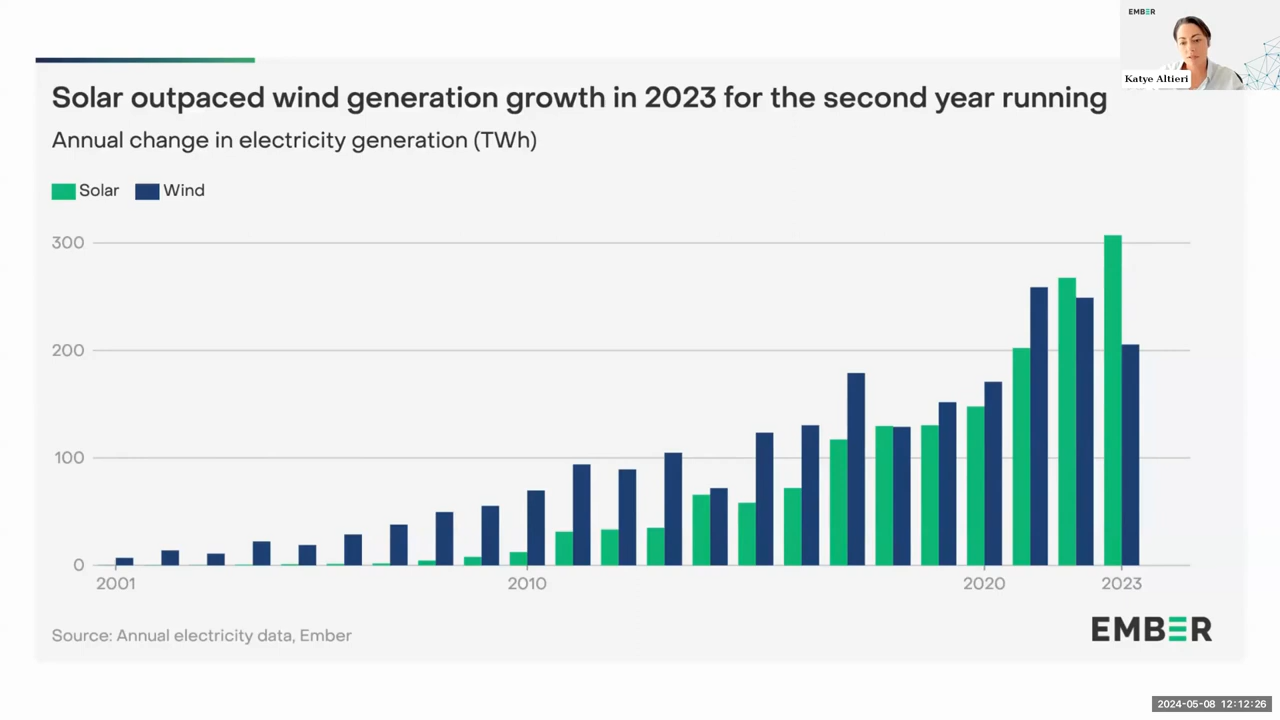 EMBER
Katye Altieri
Solar outpaced wind generation growth in 2023 for the second year running
Annual change in electricity generation (TWh)
Solar Wind
300
200
100
0
2001 2010 2020 2023
Source: Annual electricity data, Ember
EMBER
2024-05-08 12:12:26